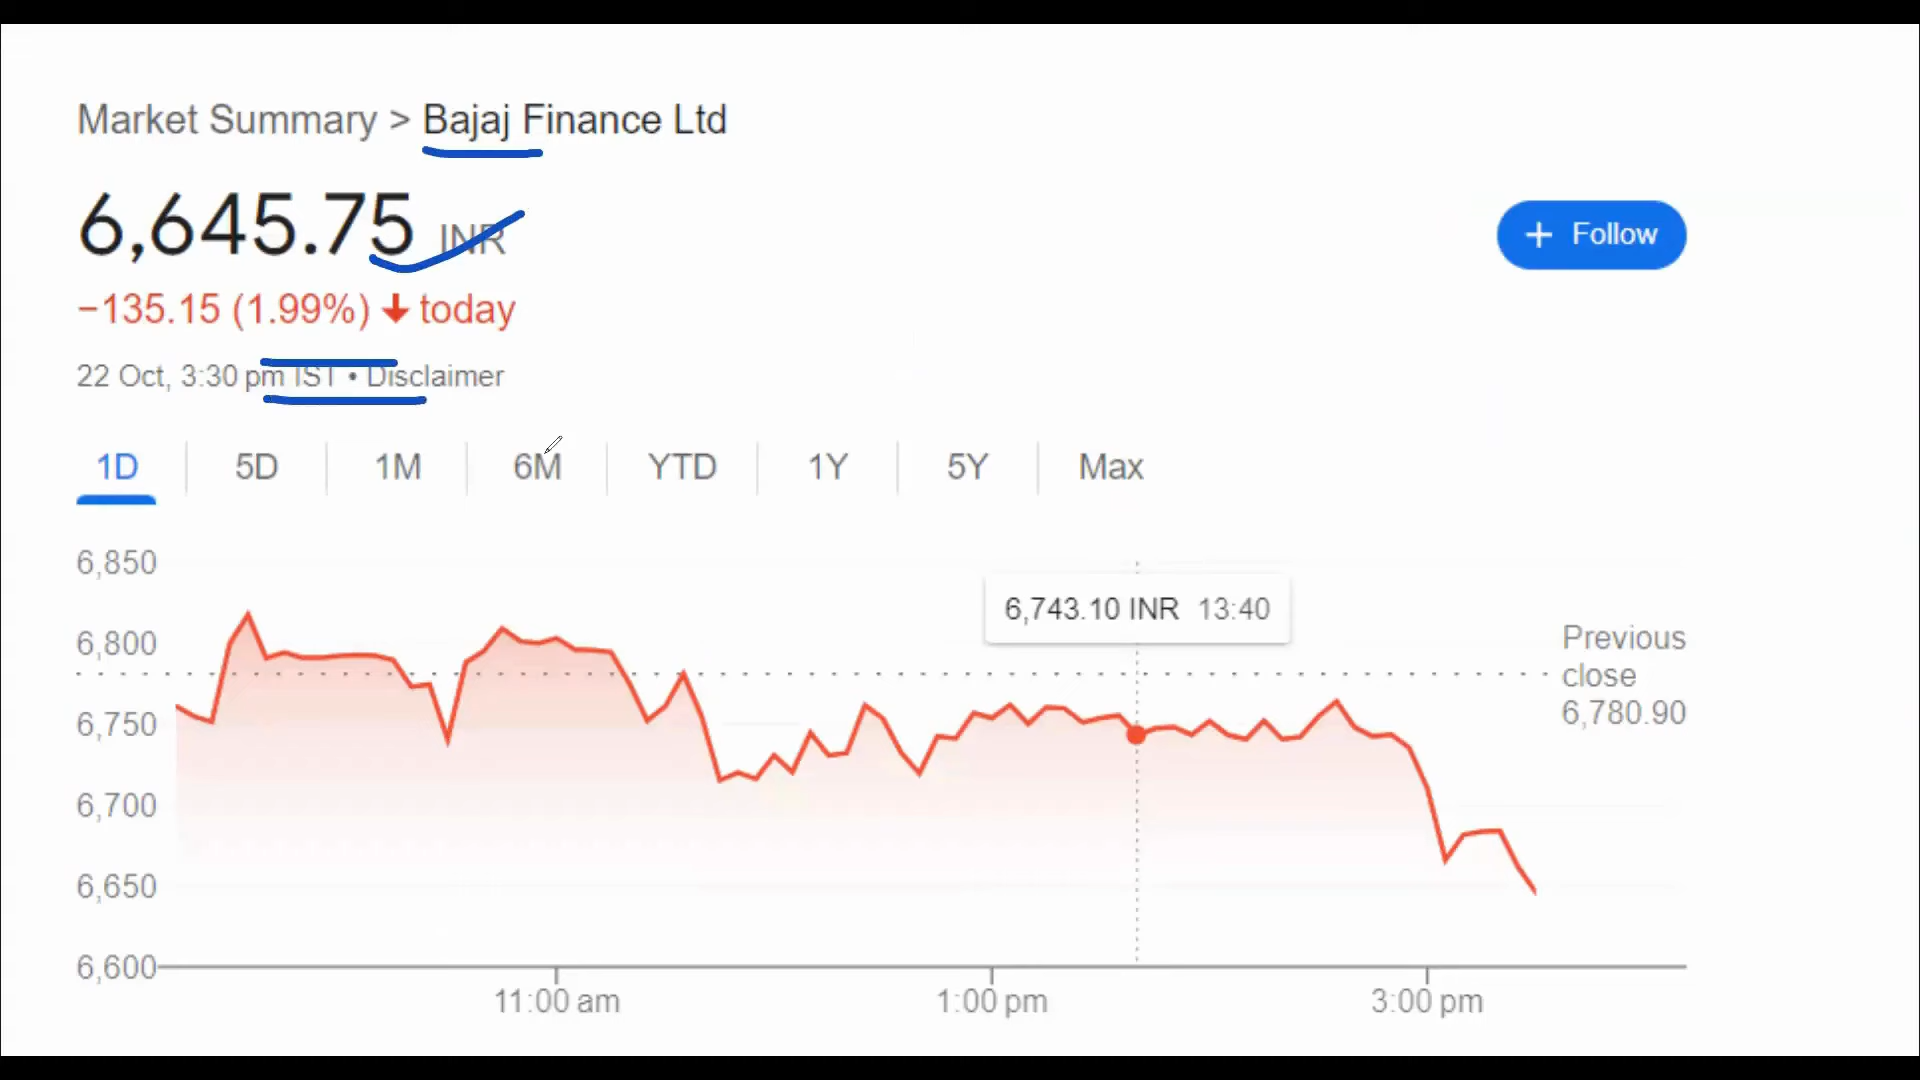 Market Summary > Bajaj Finance Ltd
6,645.75 INR
+ Follow
−135.15 (1.99%) ↓ today
22 Oct, 3:30 pm IST • Disclaimer
1D 5D 1M 6M YTD 1Y 5Y Max
6,850
6,800
6,750
6,700
6,650
6,600
6,743.10 INR 13:40
Previous
close
6,780.90
11:00 am 1:00 pm 3:00 pm